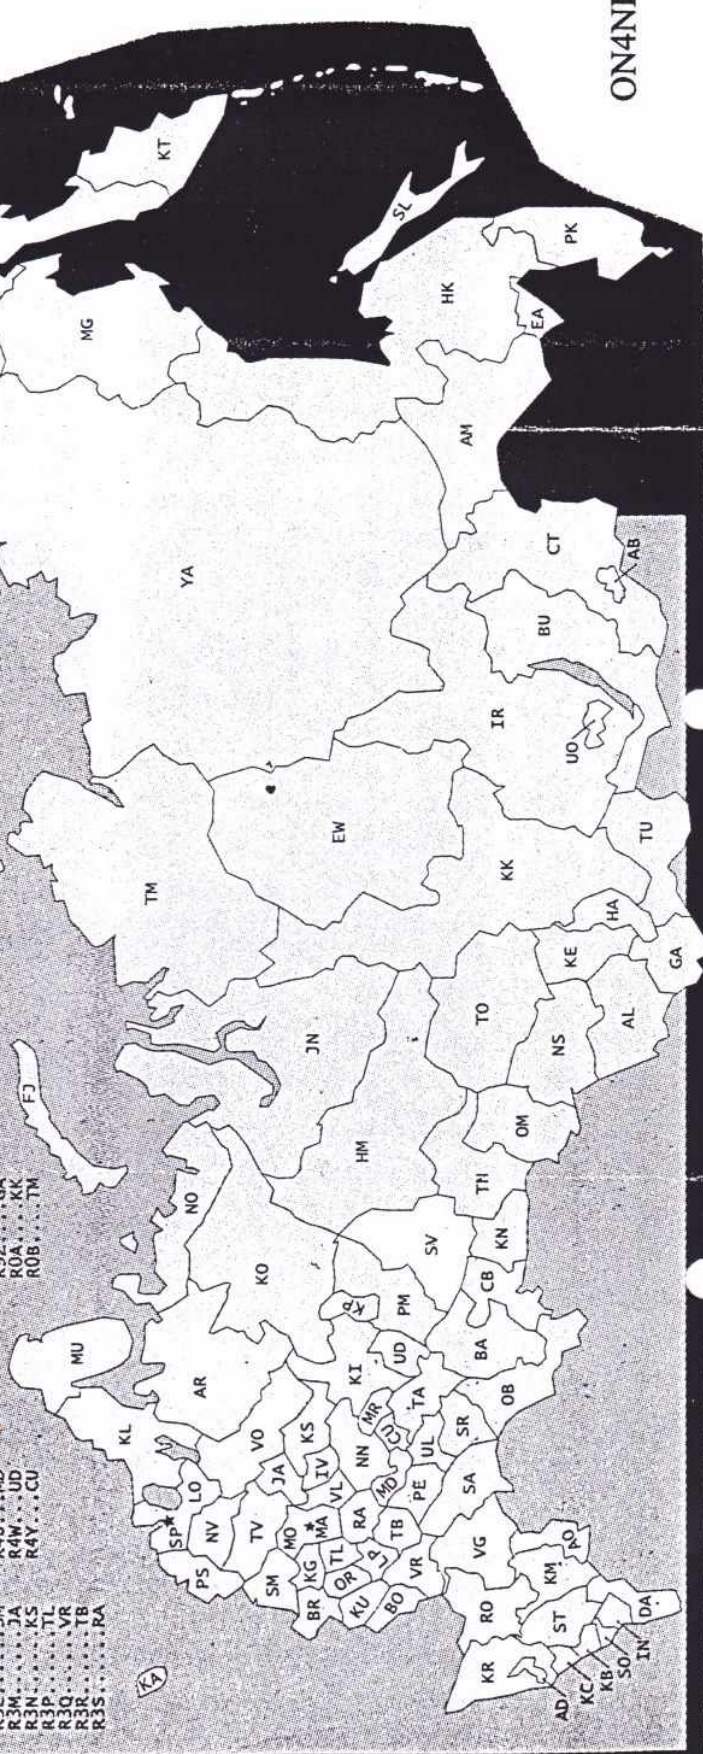 R3M.....JA
R3N.....KS
R3P.....TL
R3Q.....VR
R3R.....TB
R3S.....RA
R4W...UD
R4Y...CU
R0A....KK
R0B....TM
KA
MU
FJ
KL
SP
LO
PS
NV
AR
NO
TM
YA
MG
KT
VO
TV
SM
MO
MA
JA
KS
IV
VL
KO
JN
EW
BR
KG
TL
OR
KU
LP
RA
NN
MR
KI
PX
HM
BO
VR
TB
MD
CU
UD
PM
SV
SL
PE
UL
TA
BA
CB
KN
TN
TO
KK
IR
AM
HK
KR
RO
VG
SA
SR
OB
OM
NS
KE
BU
CT
EA
PK
ST
KM
AO
AL
HA
TU
UO
AB
GA
AD
KC
KB
SO
IN
DA
ON4NI